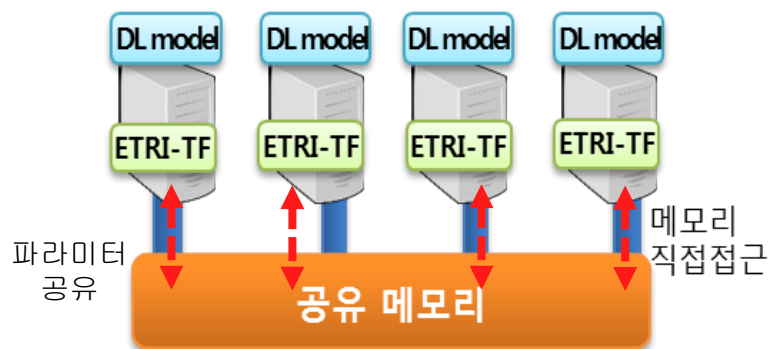 DL model DL model DL model DL model
ETRI-TF ETRI-TF ETRI-TF ETRI-TF
파라미터
공유
메모리
직접접근
공유 메모리